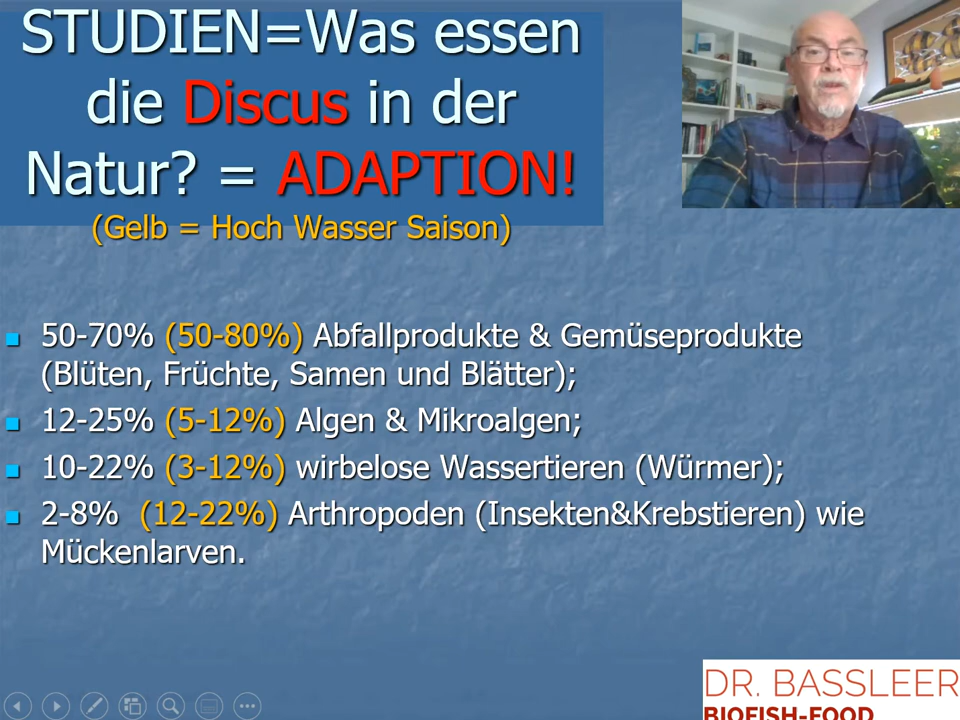 STUDIEN=Was essen
die Discus in der
Natur? = ADAPTION!
(Gelb = Hoch Wasser Saison)
50-70% (50-80%) Abfallprodukte & Gemüseprodukte
(Blüten, Früchte, Samen und Blätter);
12-25% (5-12%) Algen & Mikroalgen;
10-22% (3-12%) wirbelose Wassertieren (Würmer);
2-8% (12-22%) Arthropoden (Insekten&Krebstieren) wie
Mückenlarven.
DR. BASSLEER
BIOFISH-FOOD